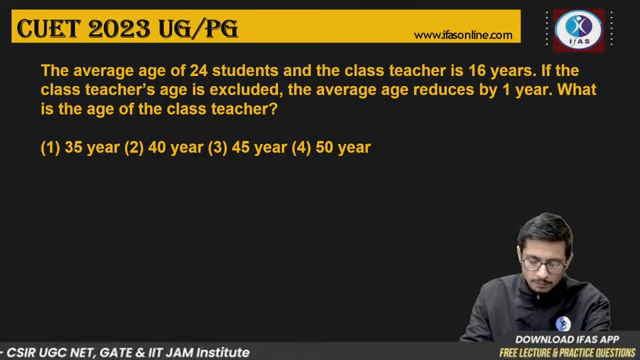 CUET 2023 UG/PG
www.ifasonline.com
IFAS
The average age of 24 students and the class teacher is 16 years. If the
class teacher's age is excluded, the average age reduces by 1 year. What
is the age of the class teacher?
(1) 35 year (2) 40 year (3) 45 year (4) 50 year
DOWNLOAD IFAS APP
- CSIR UGC NET, GATE & IIT JAM Institute
FREE LECTURE & PRACTICE QUESTIONS